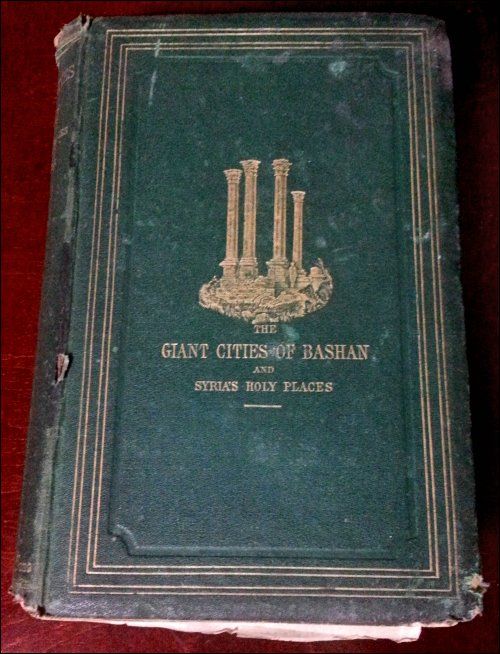 THE
GIANT CITIES OF BASHAN
AND
SYRIA'S HOLY PLACES